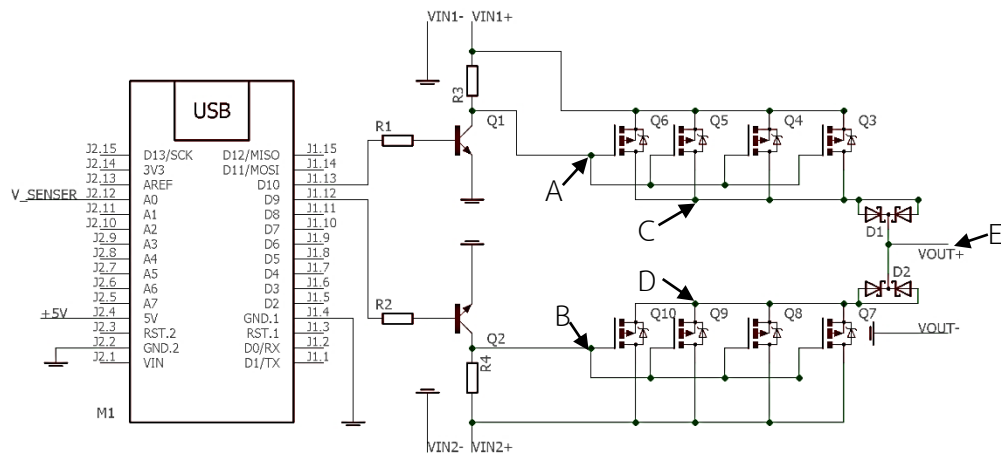 VIN1- VIN1+
USB
R3
R1
Q1
Q6 Q5 Q4 Q3
J2.15 D13/SCK D12/MISO J1.15
J2.14 3V3 D11/MOSI J1.14
J2.13 AREF D10 J1.13
V_SENSER J2.12 A0 D9 J1.12
J2.11 A1 D8 J1.11
J2.10 A2 D7 J1.10
J2.9 A3 D6 J1.9
J2.8 A4 D5 J1.8
J2.7 A5 D4 J1.7
J2.6 A6 D3 J1.6
J2.5 A7 D2 J1.5
+5V J2.4 5V GND.1 J1.4
J2.3 RST.2 RST.1 J1.3
J2.2 GND.2 D0/RX J1.2
J2.1 VIN D1/TX J1.1
M1
A
C
D1
E
VOUT+
D2
D
B
R2
Q2
Q10 Q9 Q8 Q7
VOUT-
R4
VIN2- VIN2+